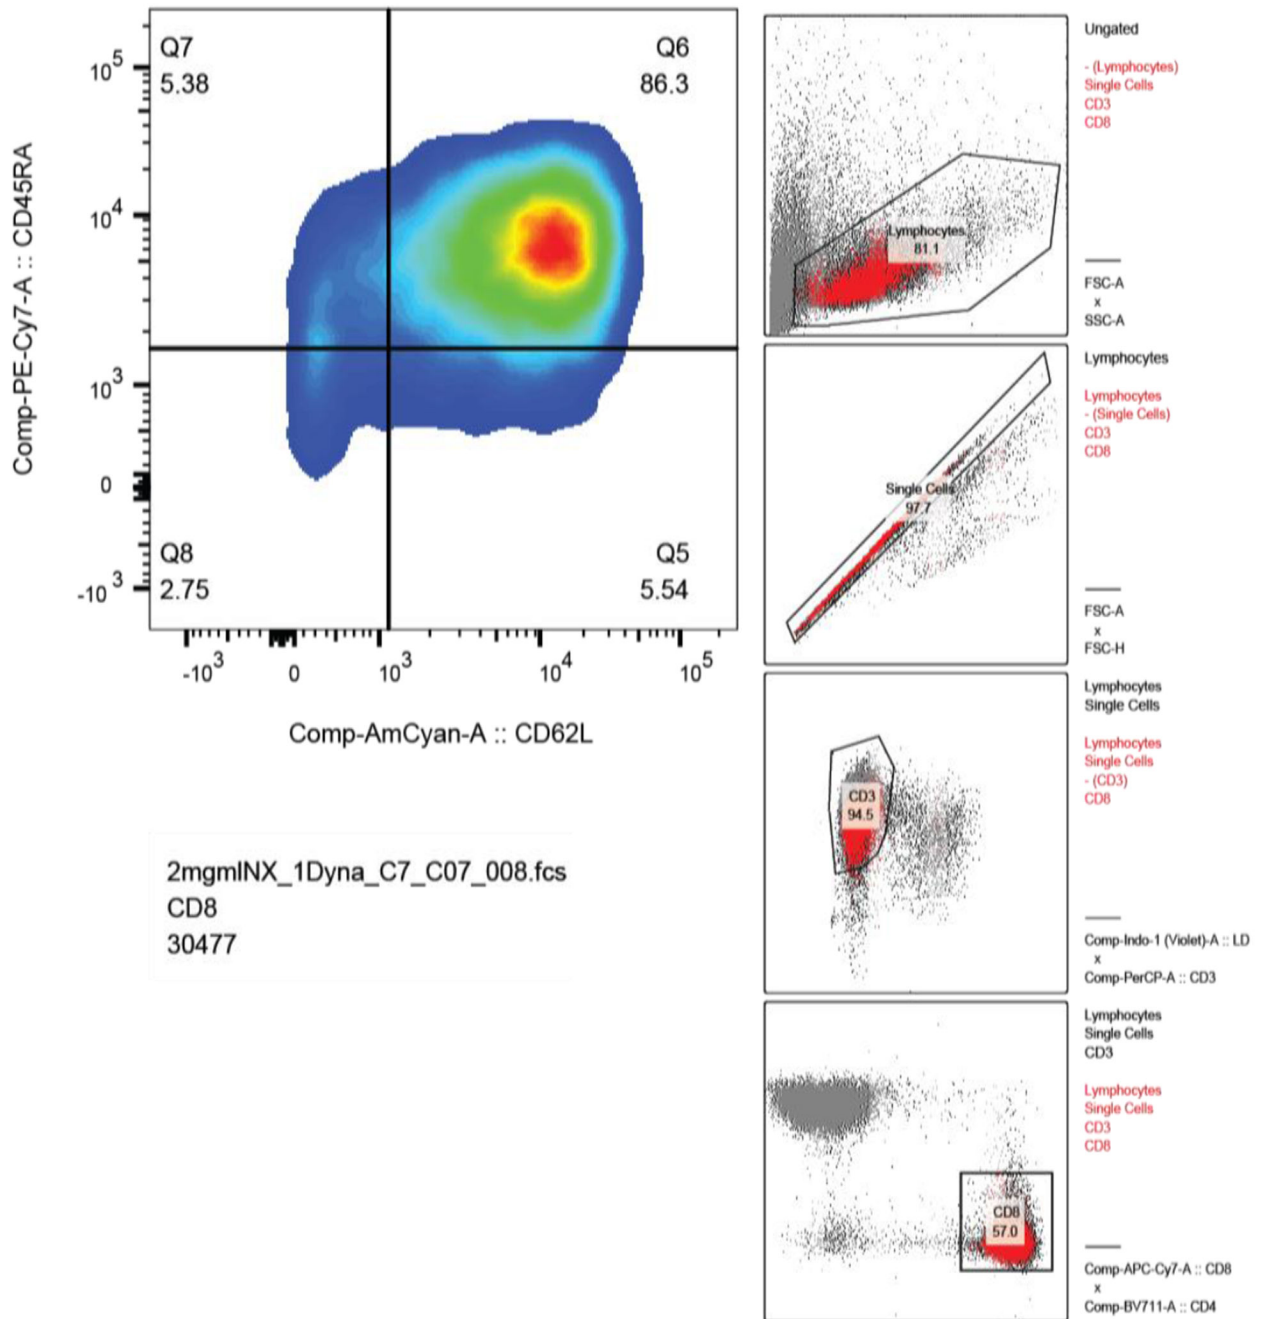 Comp-PE-Cy7-A :: CD45RA
Q7
5.38
Q6
86.3
10^5
10^4
10^3
0
-10^3
Q8
2.75
Q5
5.54
-10^3
0
10^3
10^4
10^5
Comp-AmCyan-A :: CD62L
2mgmlNX_1Dyna_C7_C07_008.fcs
CD8
30477
Lymphocytes
81.1
Ungated
- (Lymphocytes)
Single Cells
CD3
CD8
FSC-A
x
SSC-A
Single Cells
97.7
Lymphocytes
Lymphocytes
- (Single Cells)
CD3
CD8
FSC-A
x
FSC-H
CD3
94.5
Lymphocytes
Single Cells
Lymphocytes
Single Cells
- (CD3)
CD8
Comp-Indo-1 (Violet)-A :: LD
x
Comp-PerCP-A :: CD3
CD8
57.0
Lymphocytes
Single Cells
CD3
Lymphocytes
Single Cells
CD3
CD8
Comp-APC-Cy7-A :: CD8
x
Comp-BV711-A :: CD4